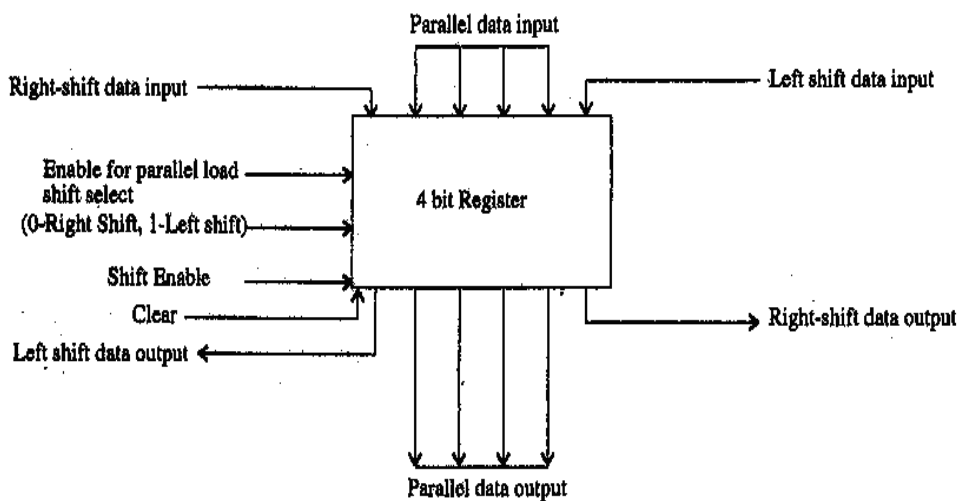 Parallel data input
Right-shift data input
Left shift data input
Enable for parallel load
shift select
(0-Right Shift, 1-Left shift)
4 bit Register
Shift Enable
Clear
Left shift data output
Right-shift data output
Parallel data output